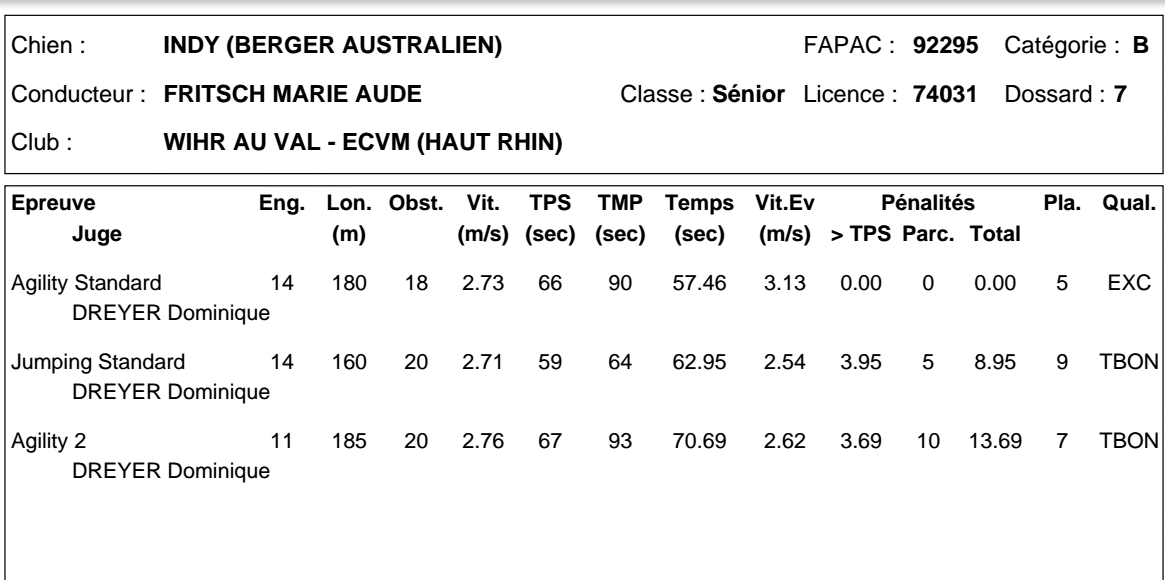 Chien : INDY (BERGER AUSTRALIEN) FAPAC : 92295 Catégorie : B
Conducteur : FRITSCH MARIE AUDE Classe : Sénior Licence : 74031 Dossard : 7
Club : WIHR AU VAL - ECVM (HAUT RHIN)
Epreuve Eng. Lon. Obst. Vit. TPS TMP Temps Vit.Ev Pénalités Pla. Qual.
Juge (m) (m/s) (sec) (sec) (sec) (m/s) > TPS Parc. Total
Agility Standard 14 180 18 2.73 66 90 57.46 3.13 0.00 0 0.00 5 EXC
DREYER Dominique
Jumping Standard 14 160 20 2.71 59 64 62.95 2.54 3.95 5 8.95 9 TBON
DREYER Dominique
Agility 2 11 185 20 2.76 67 93 70.69 2.62 3.69 10 13.69 7 TBON
DREYER Dominique